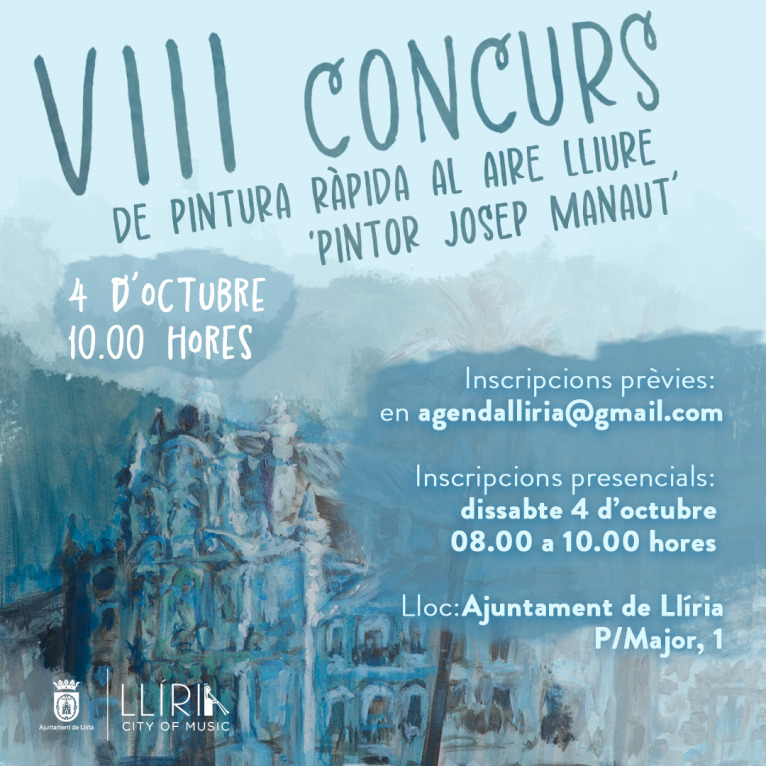 VIII CONCURS
DE PINTURA RÀPIDA AL AIRE LLIURE
'PINTOR JOSEP MANAUT'
4 D'OCTUBRE
10.00 HORES
Inscripcions prèvies:
en agendalliria@gmail.com
Inscripcions presencials:
dissabte 4 d'octubre
08.00 a 10.00 hores
Lloc:Ajuntament de Llíria
P/Major, 1
Ajuntament de Llíria
LLÍRIA
CITY OF MUSIC